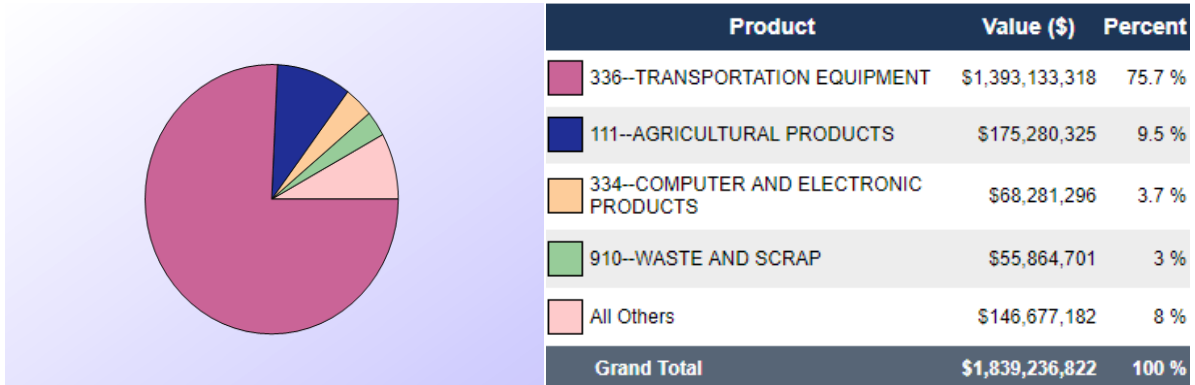 Product Value ($) Percent
336--TRANSPORTATION EQUIPMENT $1,393,133,318 75.7 %
111--AGRICULTURAL PRODUCTS $175,280,325 9.5 %
334--COMPUTER AND ELECTRONIC
PRODUCTS $68,281,296 3.7 %
910--WASTE AND SCRAP $55,864,701 3 %
All Others $146,677,182 8 %
Grand Total $1,839,236,822 100 %